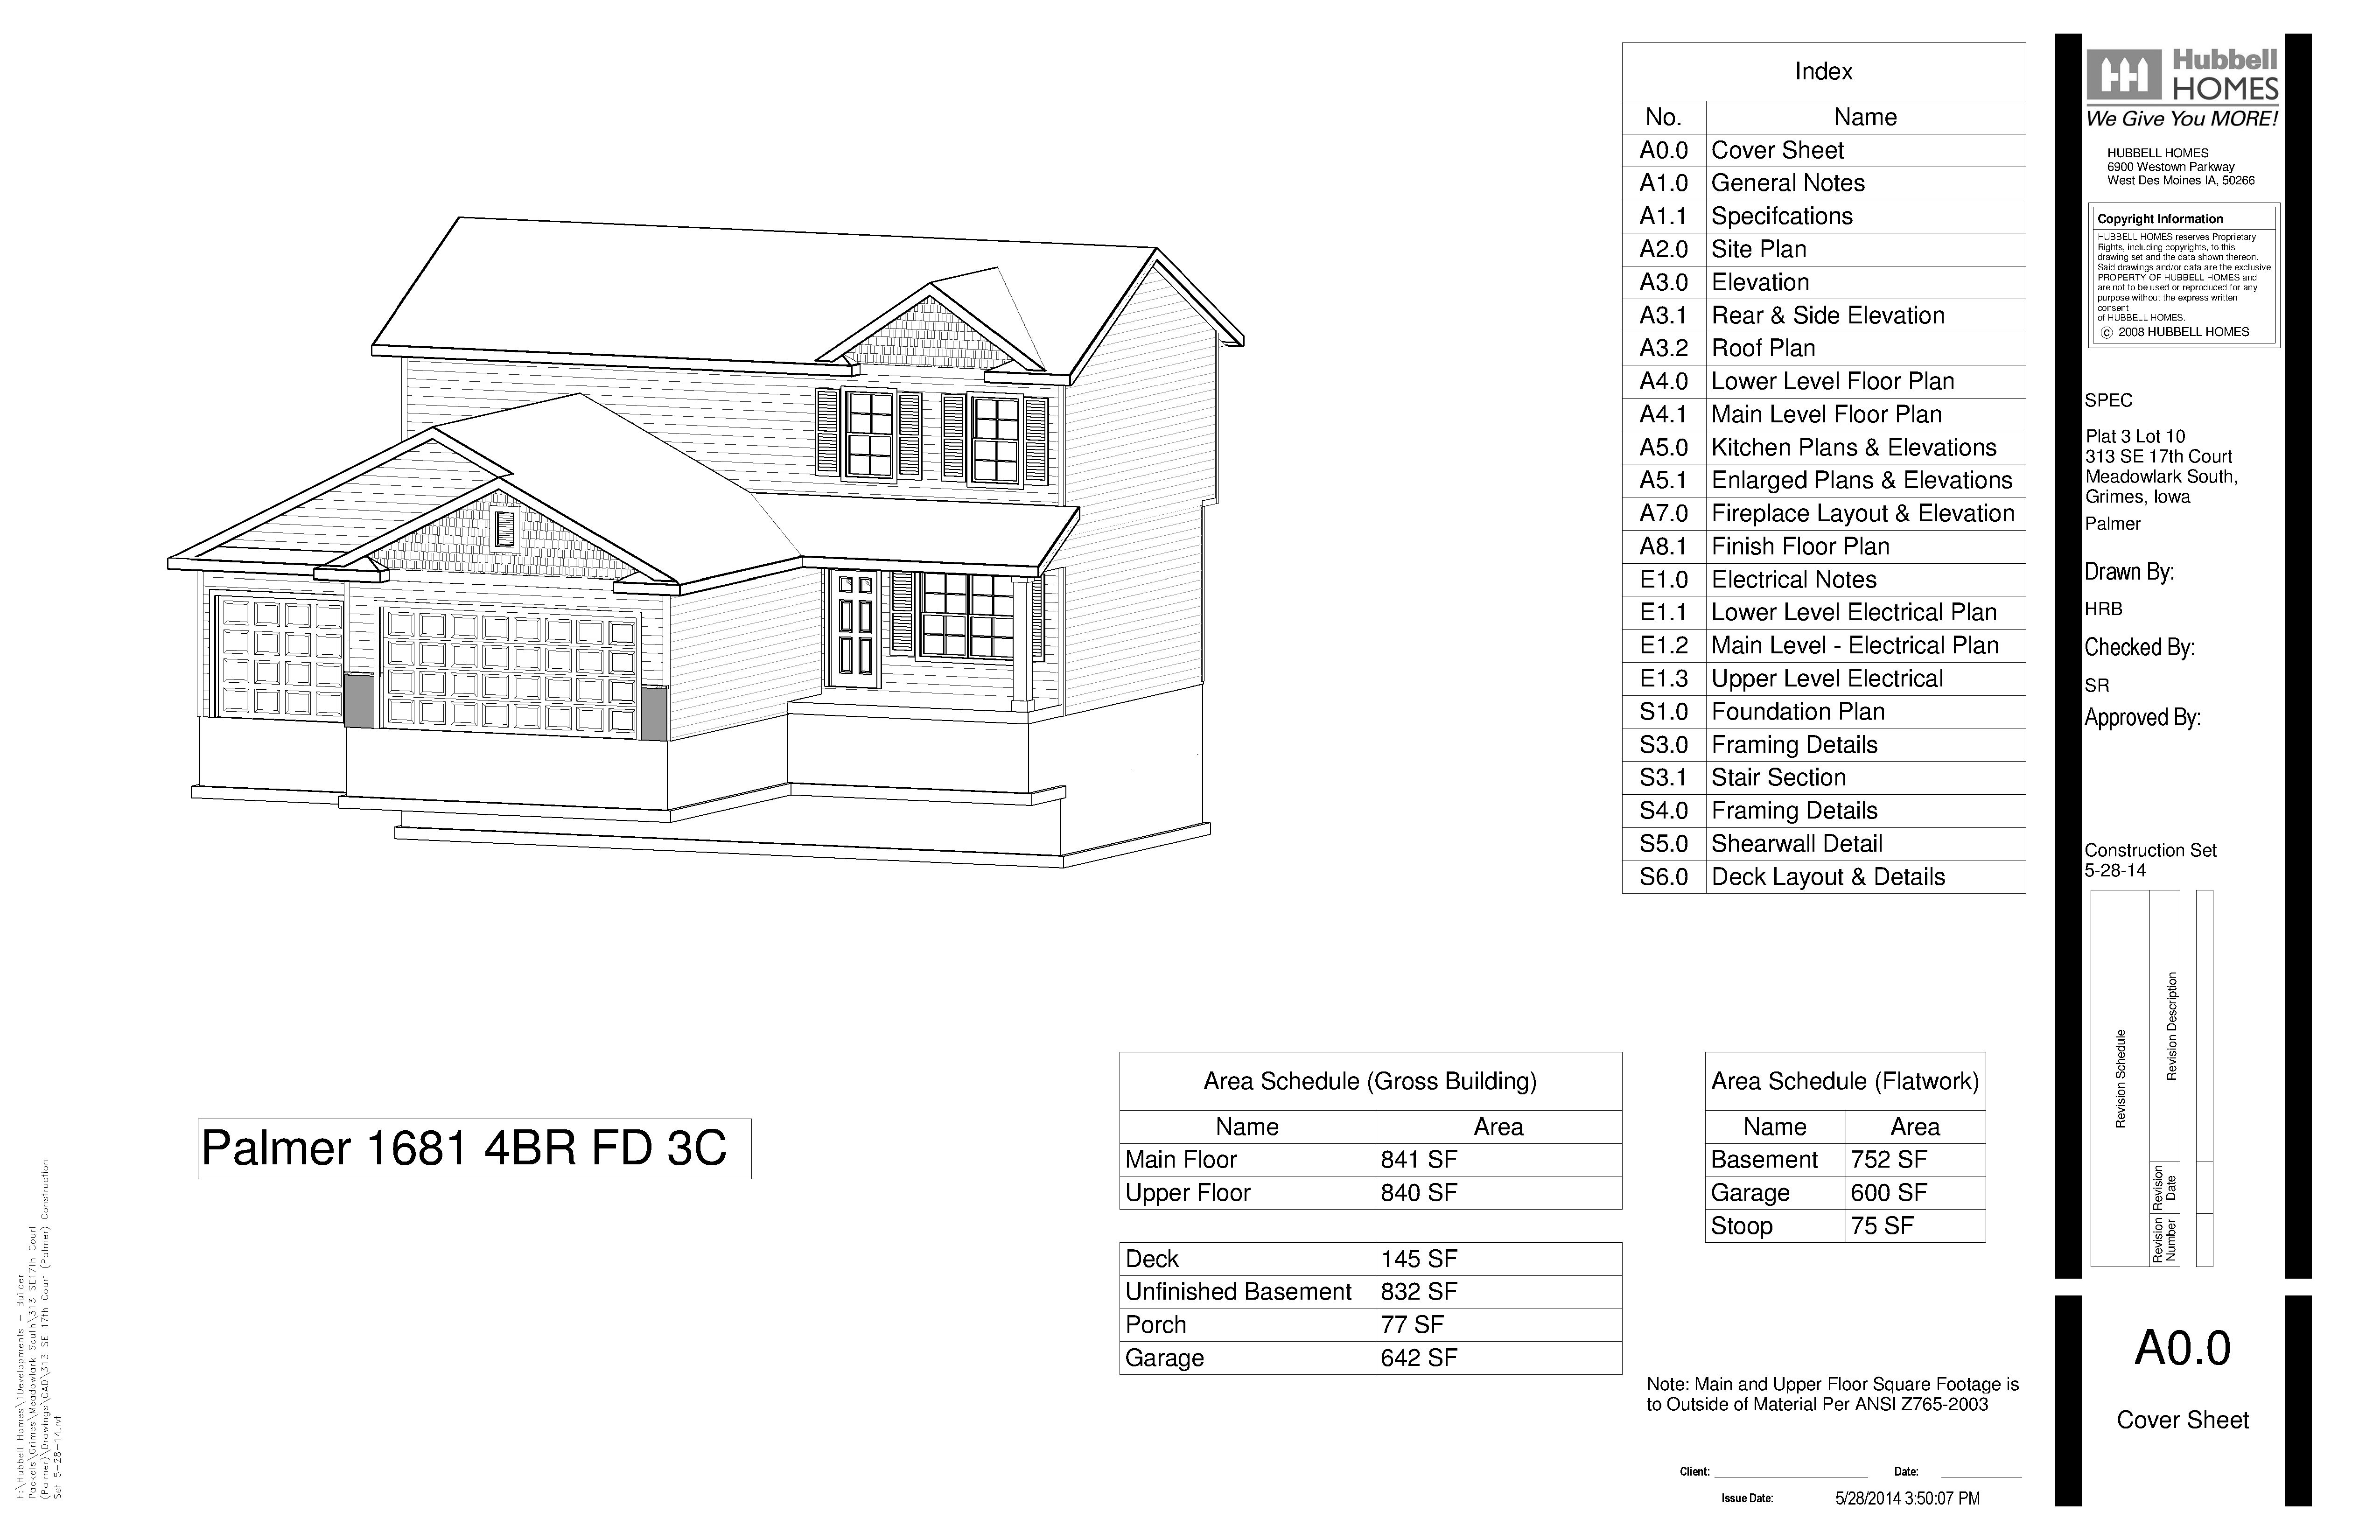 Index
No. Name
A0.0 Cover Sheet
A1.0 General Notes
A1.1 Specifcations
A2.0 Site Plan
A3.0 Elevation
A3.1 Rear & Side Elevation
A3.2 Roof Plan
A4.0 Lower Level Floor Plan
A4.1 Main Level Floor Plan
A5.0 Kitchen Plans & Elevations
A5.1 Enlarged Plans & Elevations
A7.0 Fireplace Layout & Elevation
A8.1 Finish Floor Plan
E1.0 Electrical Notes
E1.1 Lower Level Electrical Plan
E1.2 Main Level - Electrical Plan
E1.3 Upper Level Electrical
S1.0 Foundation Plan
S3.0 Framing Details
S3.1 Stair Section
S4.0 Framing Details
S5.0 Shearwall Detail
S6.0 Deck Layout & Details
Palmer 1681 4BR FD 3C
Area Schedule (Gross Building)
Name Area
Main Floor 841 SF
Upper Floor 840 SF
Deck 145 SF
Unfinished Basement 832 SF
Porch 77 SF
Garage 642 SF
Area Schedule (Flatwork)
Name Area
Basement 752 SF
Garage 600 SF
Stoop 75 SF
Note: Main and Upper Floor Square Footage is
to Outside of Material Per ANSI Z765-2003
Client: Date:
Issue Date: 5/28/2014 3:50:07 PM
Hubbell
HOMES
We Give You MORE!
HUBBELL HOMES
6900 Westown Parkway
West Des Moines IA, 50266
Copyright Information
HUBBELL HOMES reserves Proprietary
Rights, including copyrights, to this
drawing set and the data shown thereon.
Said drawings and/or data are the exclusive
PROPERTY OF HUBBELL HOMES and
are not to be used or reproduced for any
purpose without the express written
consent
of HUBBELL HOMES.
© 2008 HUBBELL HOMES
SPEC
Plat 3 Lot 10
313 SE 17th Court
Meadowlark South,
Grimes, Iowa
Palmer
Drawn By:
HRB
Checked By:
SR
Approved By:
Construction Set
5-28-14
Revision Schedule
Revision Number
Revision Date
Revision Description
A0.0
Cover Sheet
F:\Hubbell Homes\1Developments - Builder
Packets\Grimes\Meadowlark South\313 SE17th Court
(Palmer)\Drawings\CAD\313 SE 17th Court (Palmer) Construction
Set 5-28-14.rvt